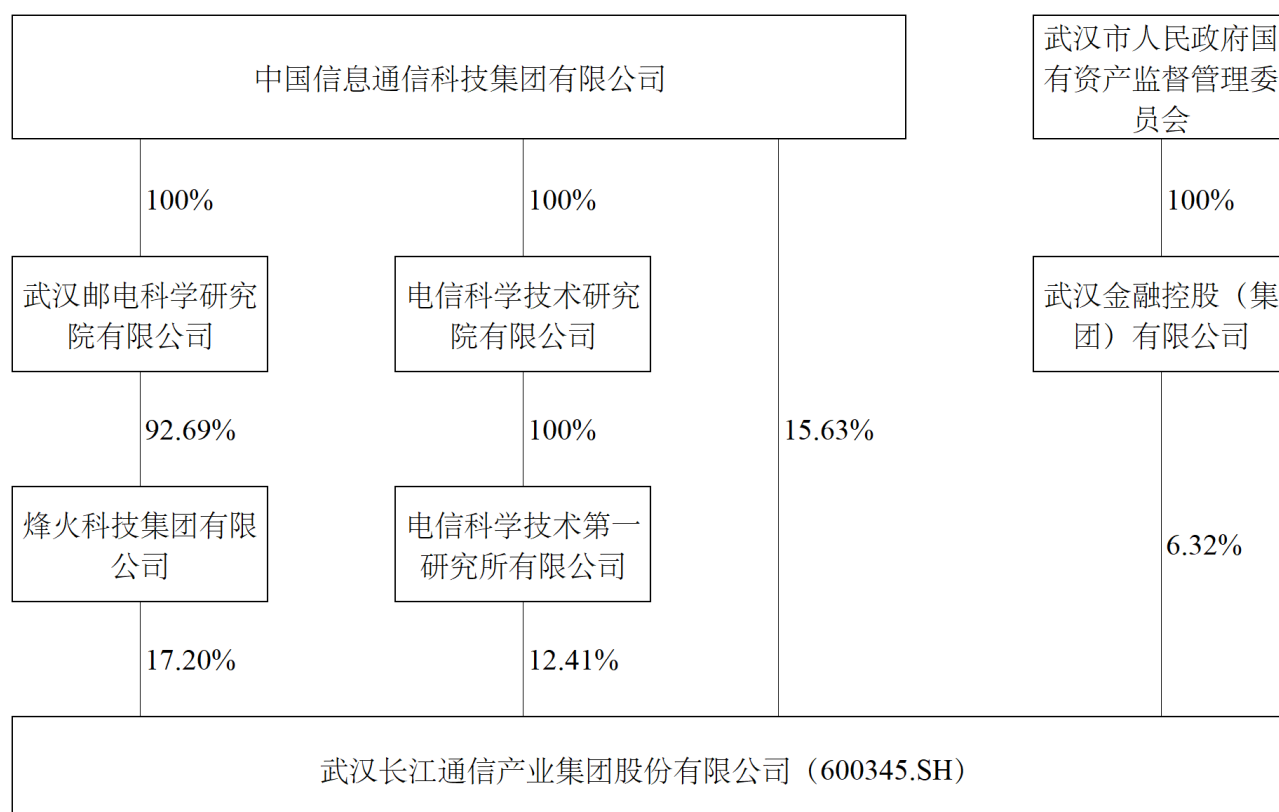 中国信息通信科技集团有限公司
武汉市人民政府国
有资产监督管理委
员会
100%
100%
100%
武汉邮电科学研究
院有限公司
电信科学技术研究
院有限公司
武汉金融控股（集
团）有限公司
92.69%
100%
15.63%
烽火科技集团有限
公司
电信科学技术第一
研究所有限公司
6.32%
17.20%
12.41%
武汉长江通信产业集团股份有限公司（600345.SH）